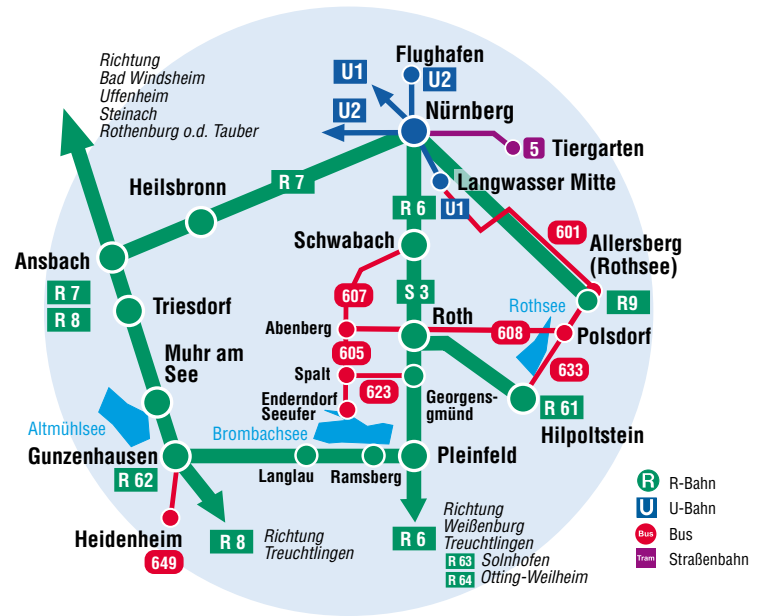 Richtung
Bad Windsheim
Uffenheim
Steinach
Rothenburg o.d. Tauber
Flughafen
U1
U2
U2
Nürnberg
5 Tiergarten
Heilsbronn
R 7
Langwasser Mitte
U1
R 6
Schwabach
601
Allersberg
(Rothsee)
Ansbach
R 7
R 8
Triesdorf
607
S 3
Rothsee
R9
Abenberg
Roth
608
Polsdorf
Muhr am
See
605
633
Spalt
623
Georgens-
gmünd
Enderndorf
Seeufer
R 61
Hilpoltstein
Altmühlsee
Brombachsee
Gunzenhausen
R 62
Langlau
Ramsberg
Pleinfeld
Heidenheim
649
R 8
Richtung
Treuchtlingen
R 6
Richtung
Weißenburg
Treuchtlingen
R 63 Solnhofen
R 64 Otting-Weilheim
R R-Bahn
U U-Bahn
Bus Bus
Tram Straßenbahn